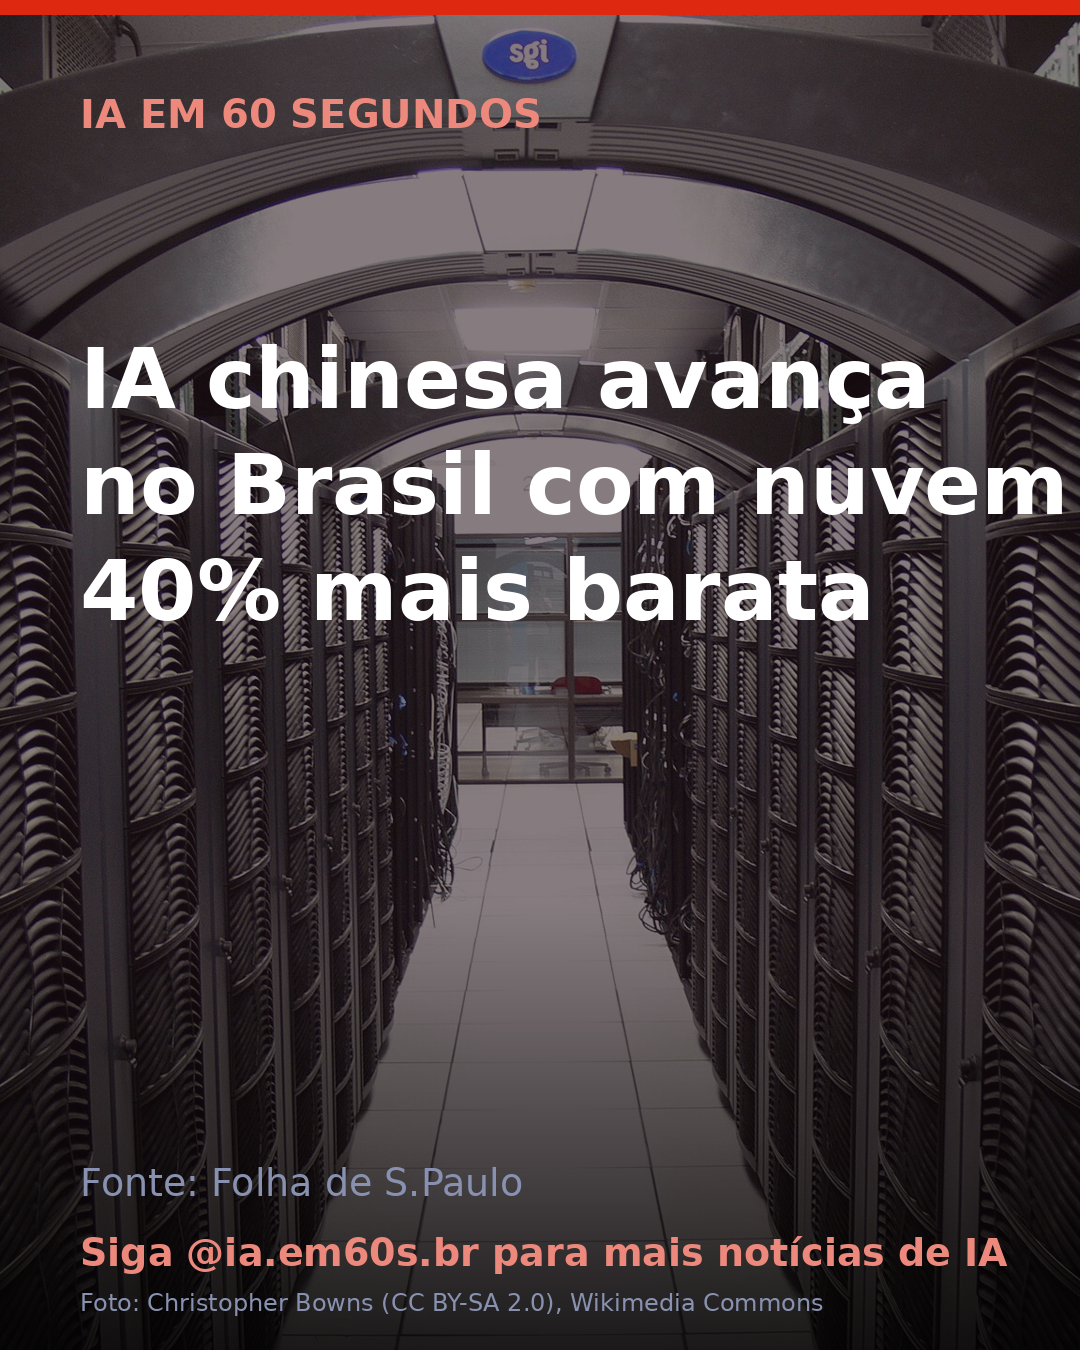 sgi
IA EM 60 SEGUNDOS
IA chinesa avança
no Brasil com nuvem
40% mais barata
Fonte: Folha de S.Paulo
Siga @ia.em60s.br para mais notícias de IA
Foto: Christopher Bowns (CC BY-SA 2.0), Wikimedia Commons